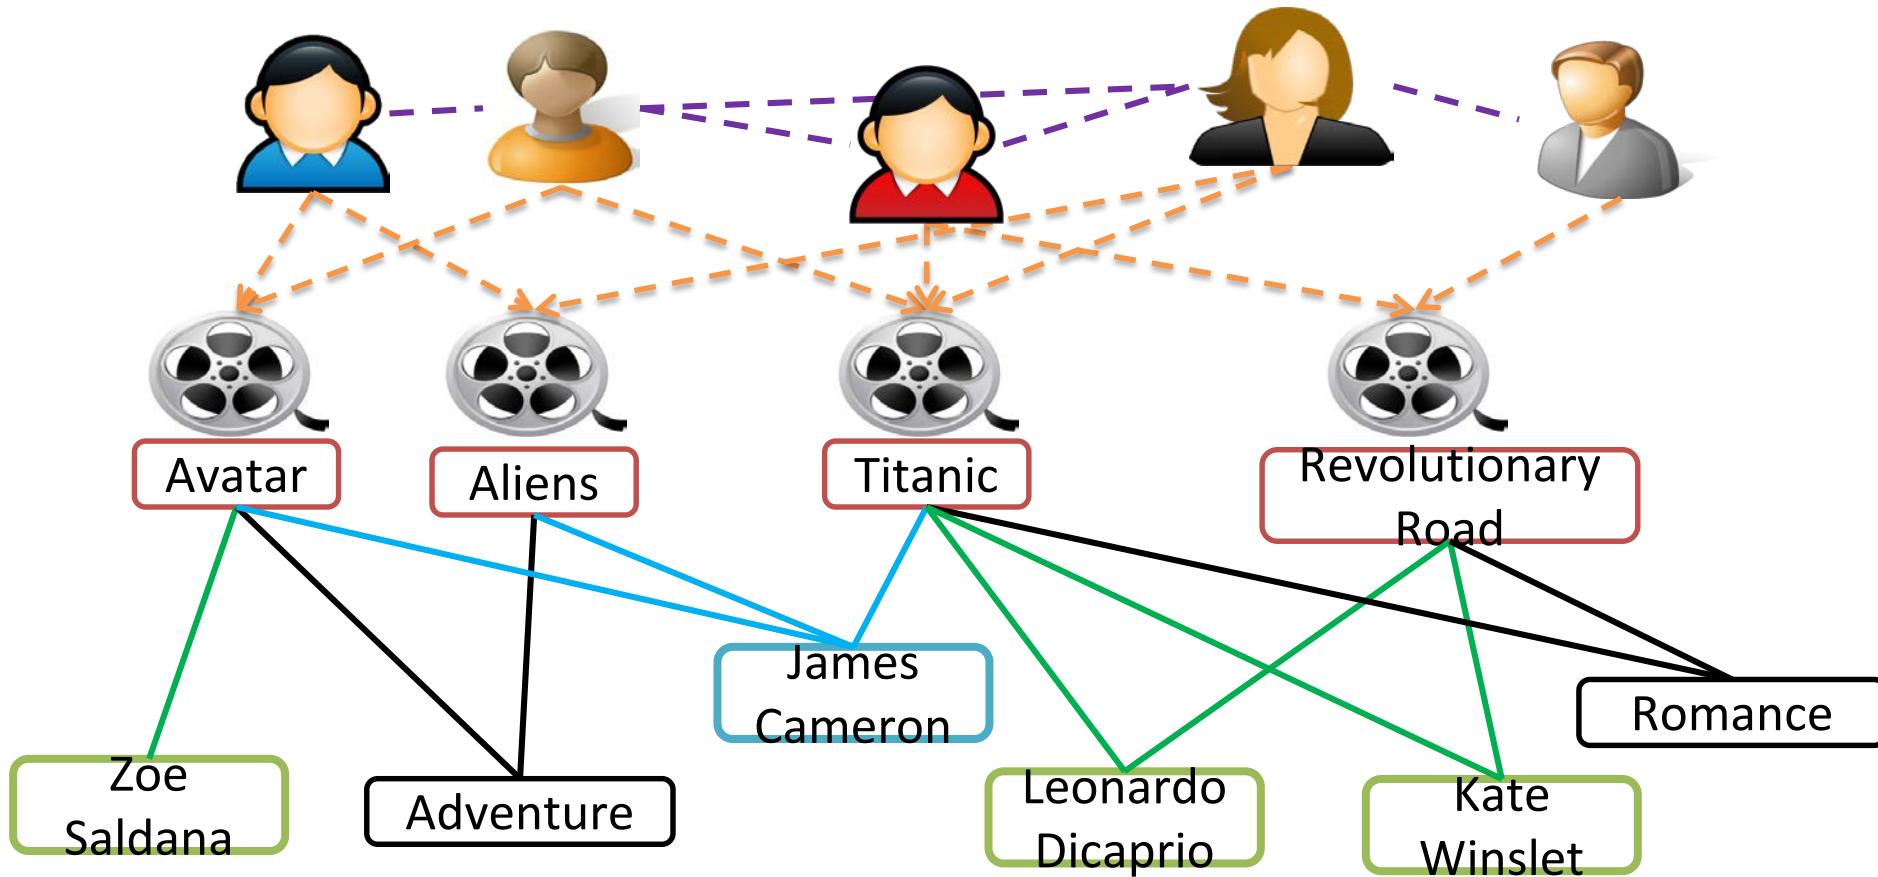 Avatar
Aliens
Titanic
Revolutionary
Road
James
Cameron
Romance
Zoe
Saldana
Adventure
Leonardo
Dicaprio
Kate
Winslet